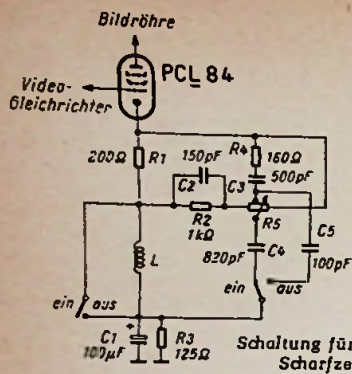 Bildröhre
PCL 84
Video-
Gleichrichter
200Ω R1
150pF
R4 160Ω
500pF
C2
C3
R2
1kΩ
R5
L
820pF C4
C5
100pF
ein aus
ein aus
C1
100µF
R3
125Ω
Schaltung für
Scharfze